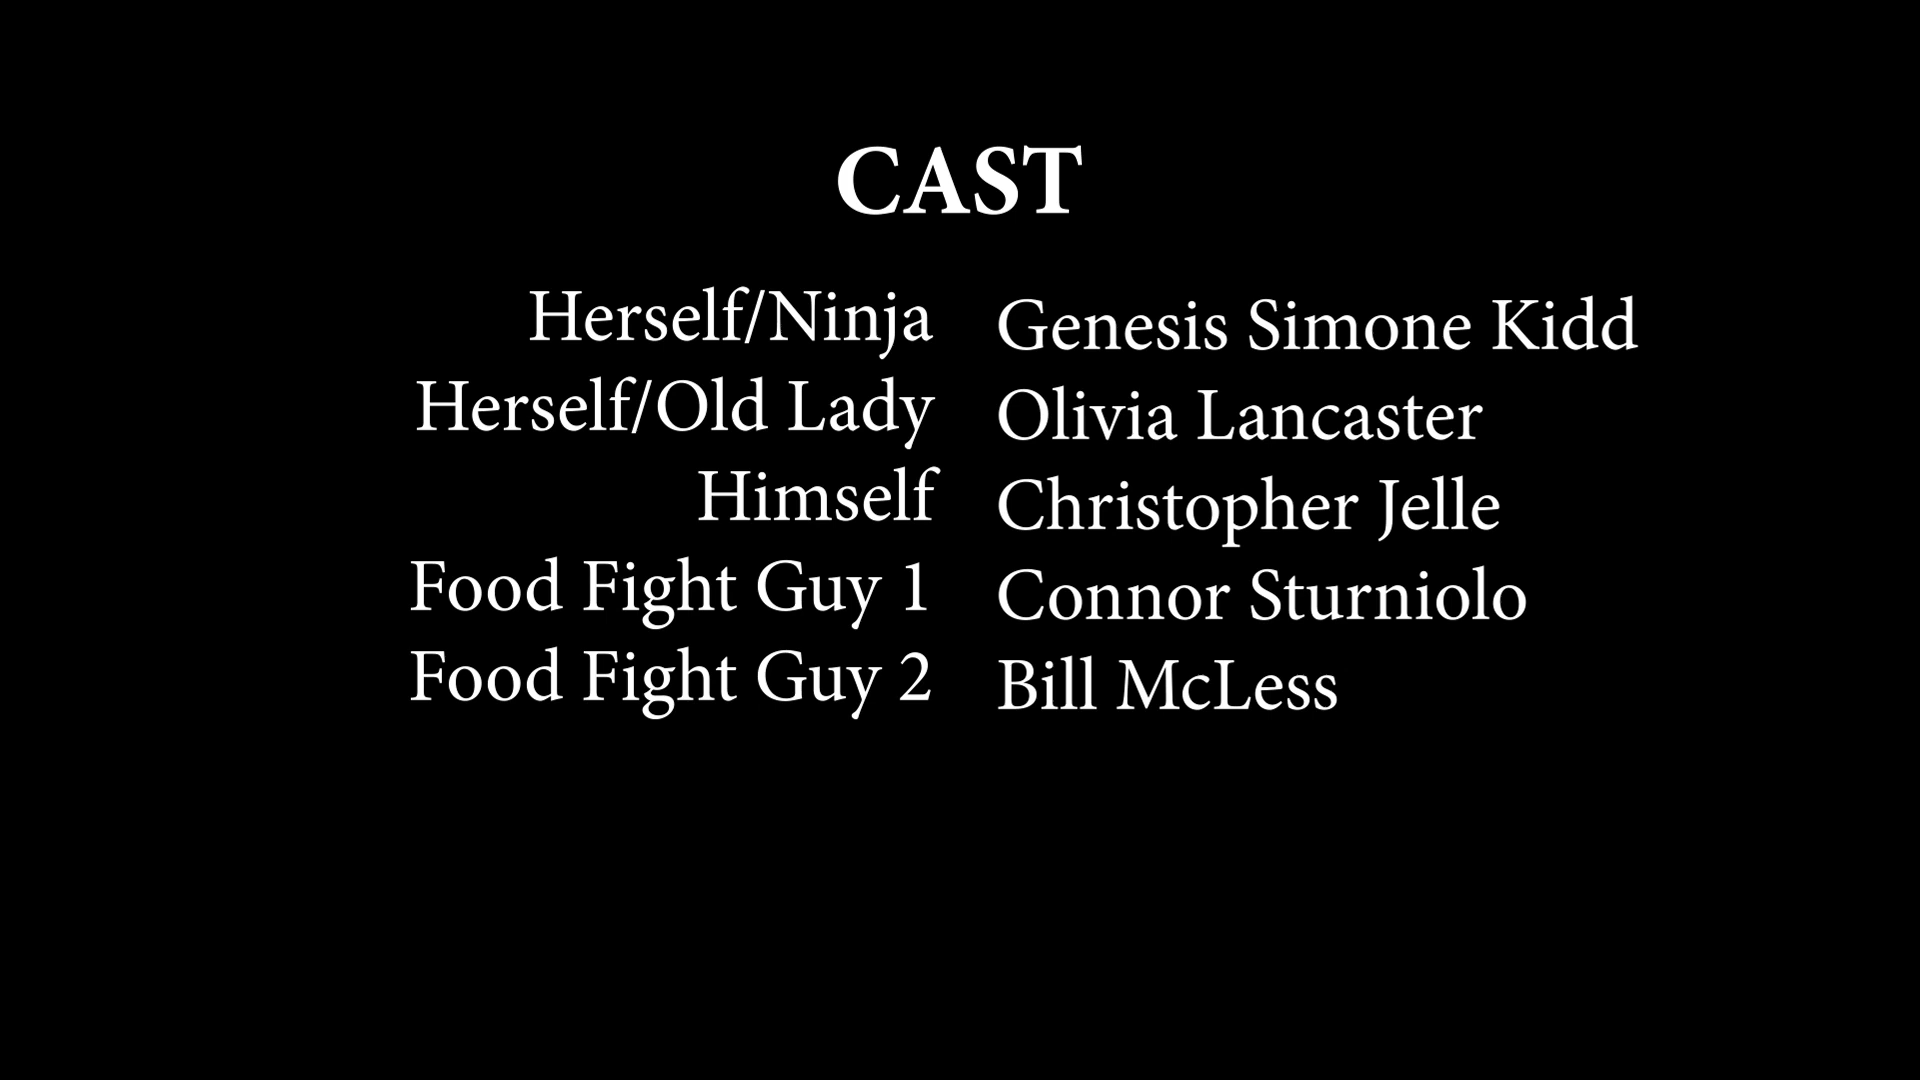 CAST
Herself/Ninja Genesis Simone Kidd
Herself/Old Lady Olivia Lancaster
Himself Christopher Jelle
Food Fight Guy 1 Connor Sturniolo
Food Fight Guy 2 Bill McLess